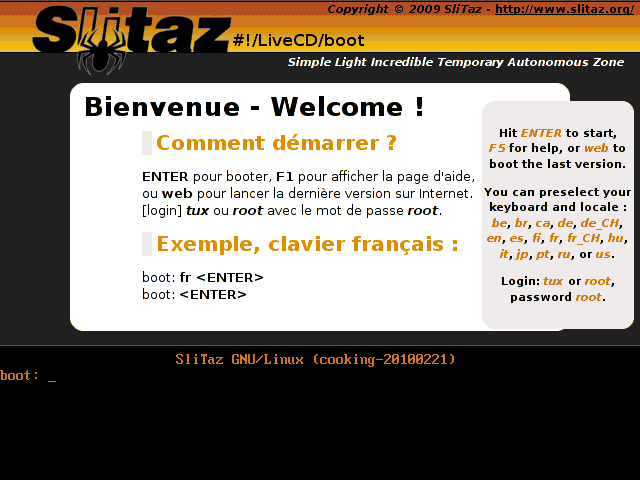 Copyright © 2009 SliTaz - http://www.slitaz.org/
SliTaz #!/LiveCD/boot
Simple Light Incredible Temporary Autonomous Zone
Bienvenue - Welcome !
Comment démarrer ?
ENTER pour booter, F1 pour afficher la page d'aide,
ou web pour lancer la dernière version sur Internet.
[login] tux ou root avec le mot de passe root.
Exemple, clavier français :
boot: fr <ENTER>
boot: <ENTER>
Hit ENTER to start,
F5 for help, or web to
boot the last version.
You can preselect your
keyboard and locale :
be, br, ca, de, de_CH,
en, es, fi, fr, fr_CH, hu,
it, jp, pt, ru, or us.
Login: tux or root,
password root.
SliTaz GNU/Linux (cooking-20100221)
boot: _